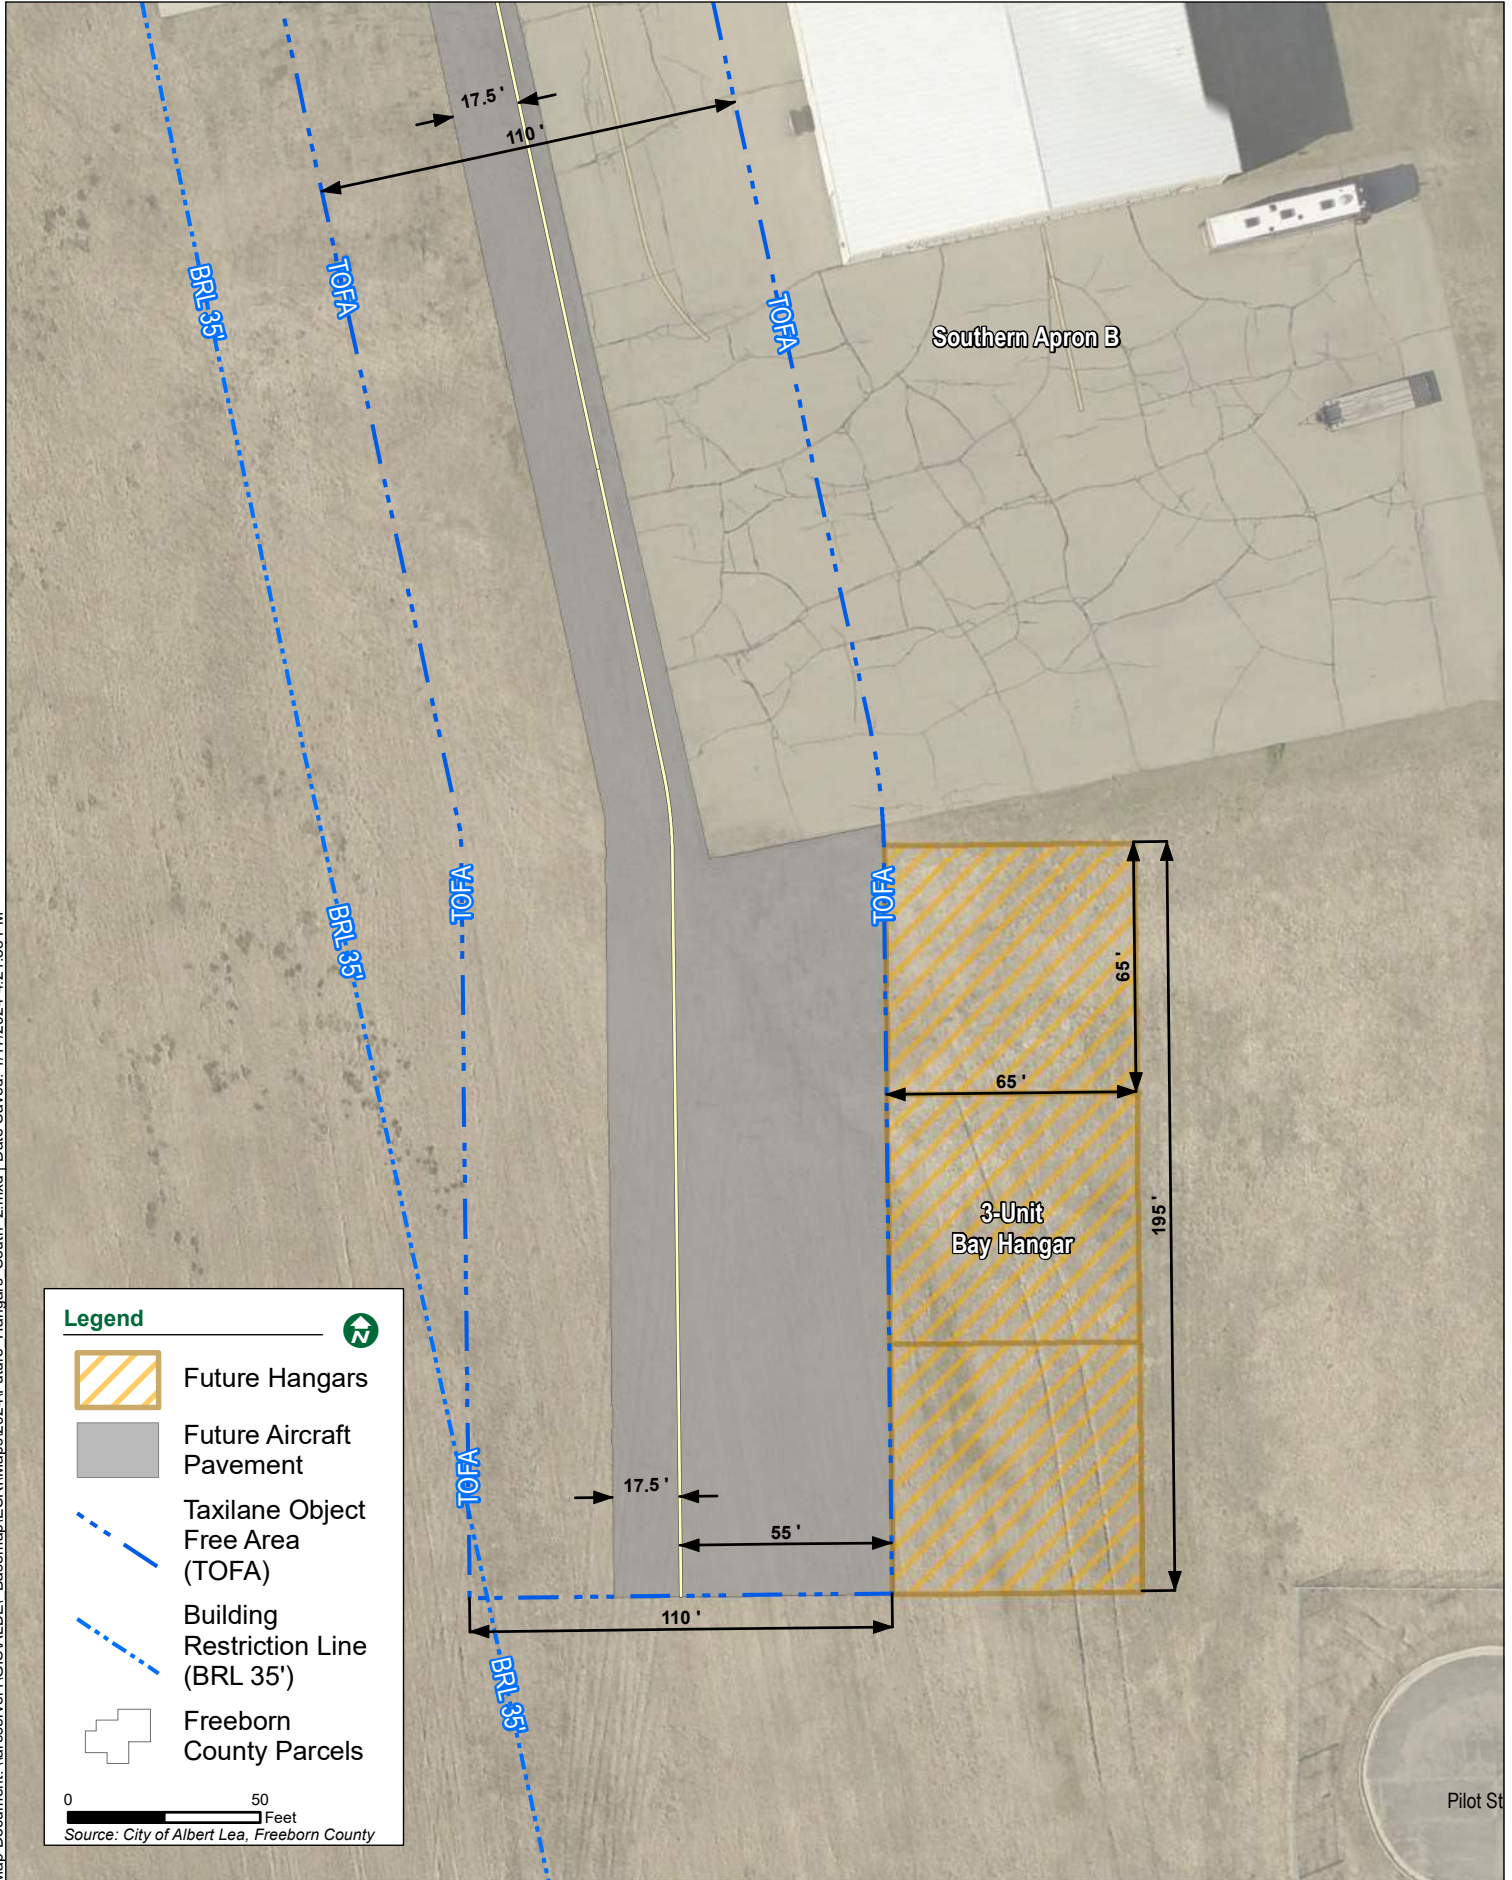 17.5 '
110 '
BRL 35'
TOFA
TOFA
Southern Apron B
TOFA
TOFA
BRL 35'
65 '
65 '
195 '
3-Unit
Bay Hangar
TOFA
17.5 '
55 '
110 '
BRL 35'
Pilot St
Legend
N
Future Hangars
Future Aircraft
Pavement
Taxilane Object
Free Area
(TOFA)
Building
Restriction Line
(BRL 35')
Freeborn
County Parcels
0 50
Feet
Source: City of Albert Lea, Freeborn County